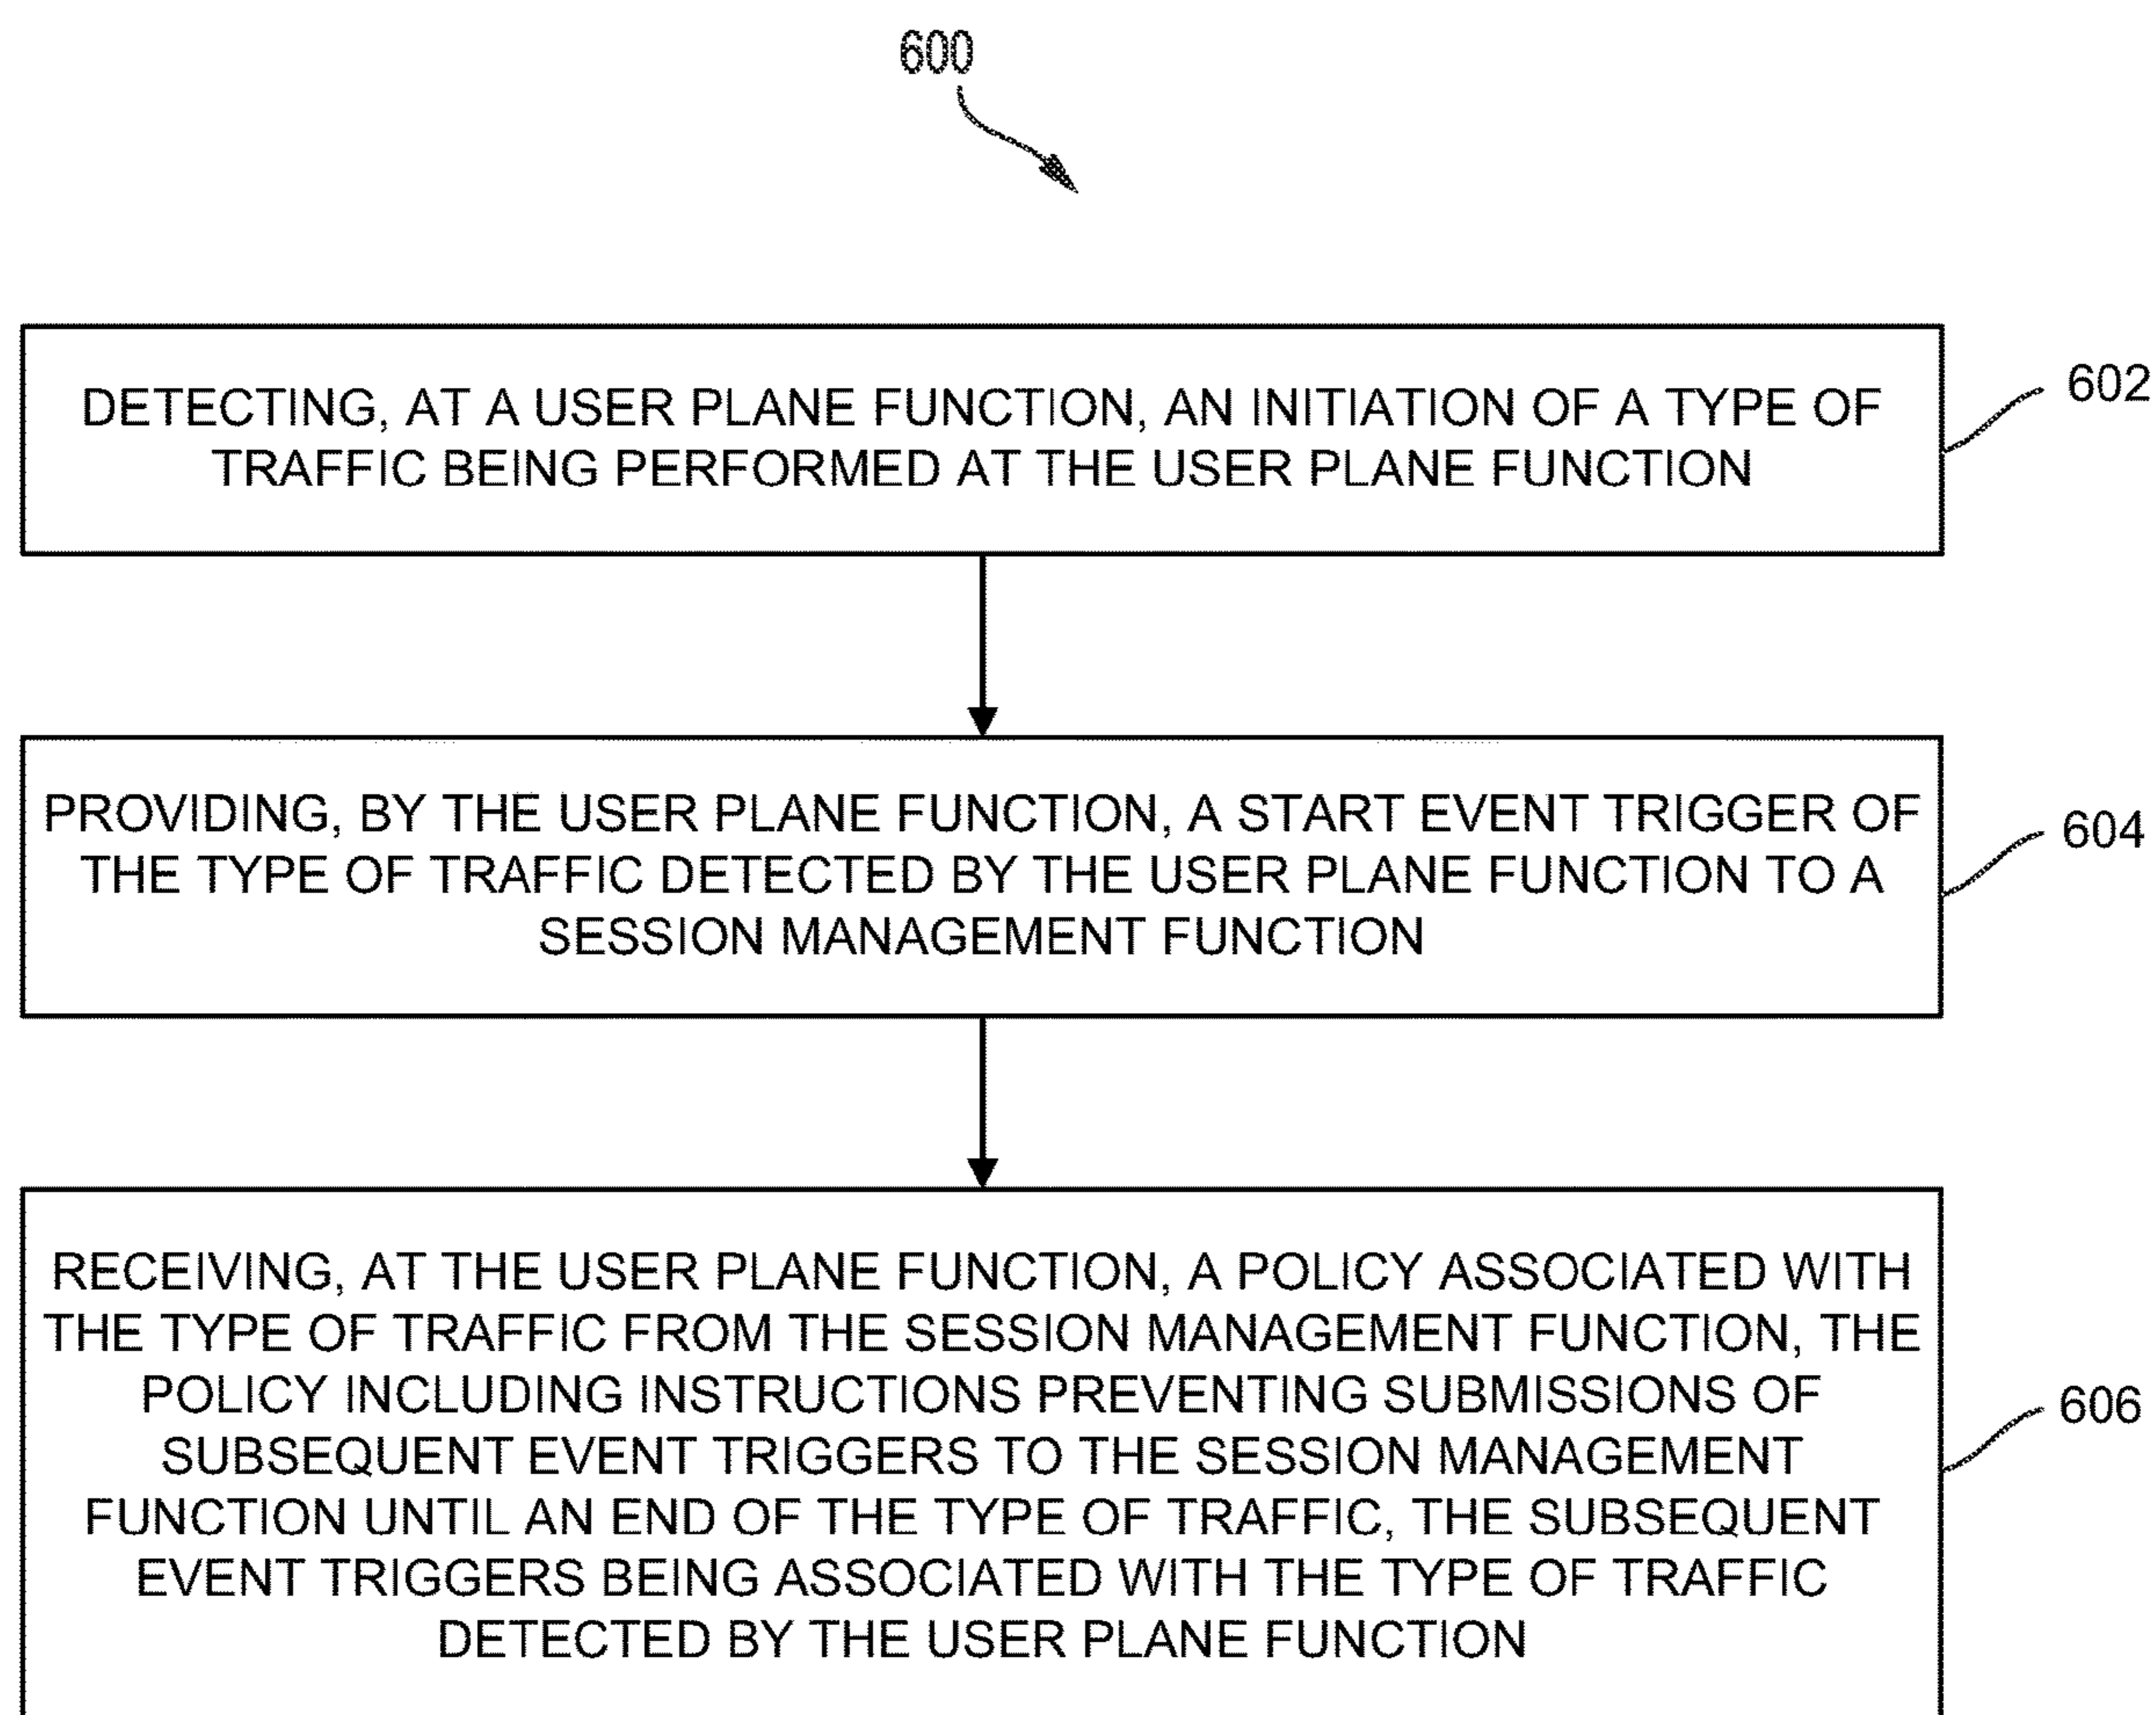 600
DETECTING, AT A USER PLANE FUNCTION, AN INITIATION OF A TYPE OF
TRAFFIC BEING PERFORMED AT THE USER PLANE FUNCTION
602
PROVIDING, BY THE USER PLANE FUNCTION, A START EVENT TRIGGER OF
THE TYPE OF TRAFFIC DETECTED BY THE USER PLANE FUNCTION TO A
SESSION MANAGEMENT FUNCTION
604
RECEIVING, AT THE USER PLANE FUNCTION, A POLICY ASSOCIATED WITH
THE TYPE OF TRAFFIC FROM THE SESSION MANAGEMENT FUNCTION, THE
POLICY INCLUDING INSTRUCTIONS PREVENTING SUBMISSIONS OF
SUBSEQUENT EVENT TRIGGERS TO THE SESSION MANAGEMENT
FUNCTION UNTIL AN END OF THE TYPE OF TRAFFIC, THE SUBSEQUENT
EVENT TRIGGERS BEING ASSOCIATED WITH THE TYPE OF TRAFFIC
DETECTED BY THE USER PLANE FUNCTION
606